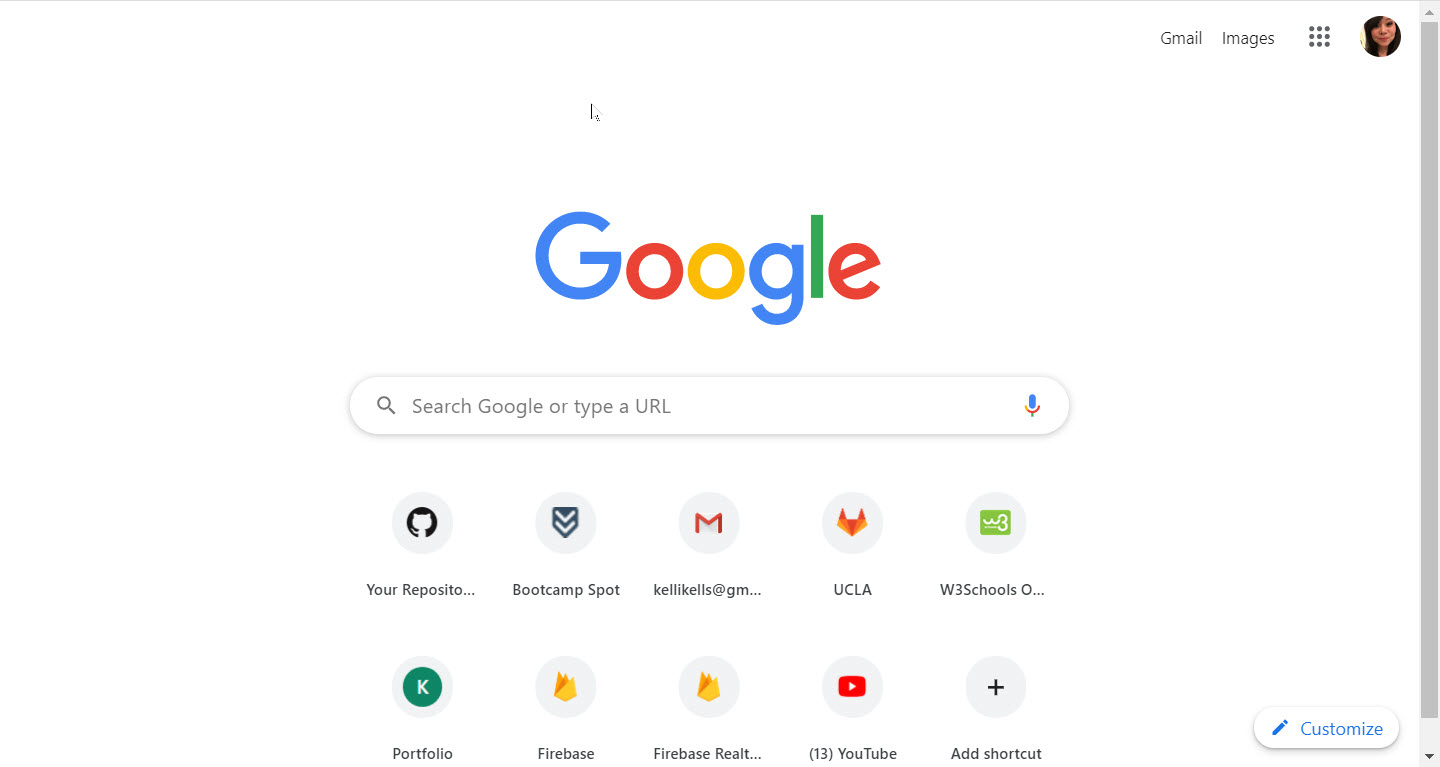 Gmail Images
Google
Search Google or type a URL
Your Reposito... Bootcamp Spot kellikells@gm... UCLA W3Schools O...
K
Portfolio Firebase Firebase Realt... (13) YouTube Add shortcut
Customize